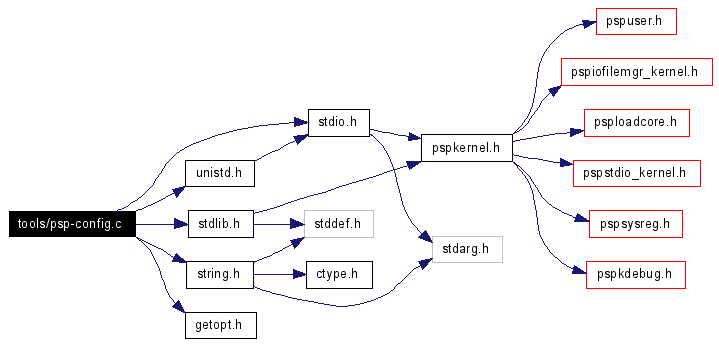 pspuser.h
pspiofilemgr_kernel.h
stdio.h
psploadcore.h
pspkernel.h
unistd.h
pspstdio_kernel.h
tools/psp-config.c
stdlib.h
stddef.h
pspsysreg.h
stdarg.h
string.h
ctype.h
pspkdebug.h
getopt.h